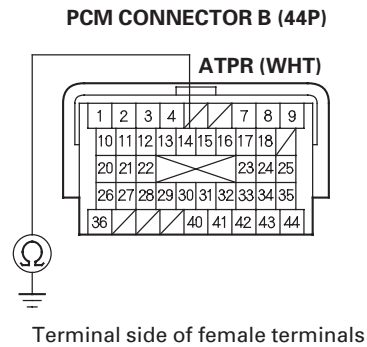 PCM CONNECTOR B (44P)
ATPR (WHT)
1 2 3 4 7 8 9
10 11 12 13 14 15 16 17 18
20 21 22 23 24 25
26 27 28 29 30 31 32 33 34 35
36 40 41 42 43 44
Ω
Terminal side of female terminals